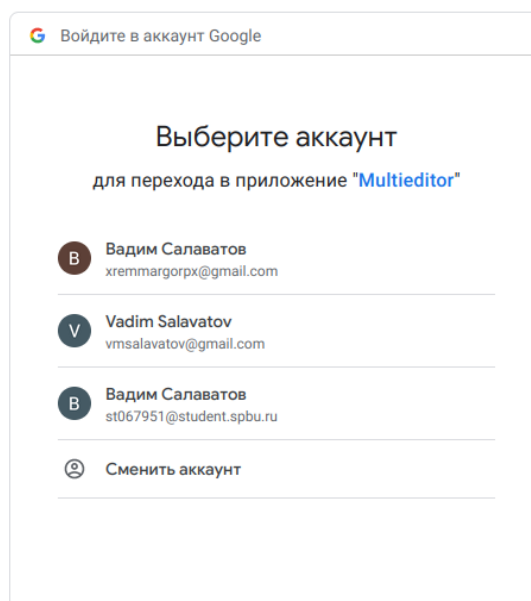 Войдите в аккаунт Google
Выберите аккаунт
для перехода в приложение "Multieditor"
В
Вадим Салаватов
xremmargorpx@gmail.com
V
Vadim Salavatov
vmsalavatov@gmail.com
В
Вадим Салаватов
st067951@student.spbu.ru
Сменить аккаунт